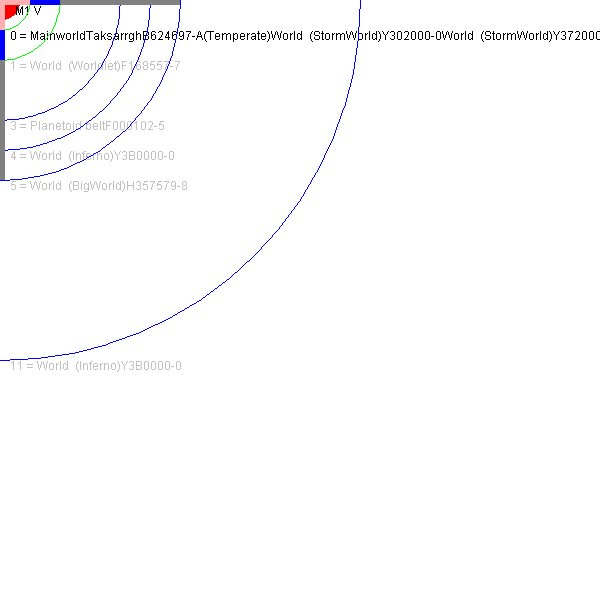 M1 V
0 = MainworldTaksarrghB624697-A(Temperate)World (StormWorld)Y302000-0World (StormWorld)Y372000
1 = World (Worldlet)F168557-7
3 = Planetoid beltF000102-5
4 = World (Inferno)Y3B0000-0
5 = World (BigWorld)H357579-8
11 = World (Inferno)Y3B0000-0